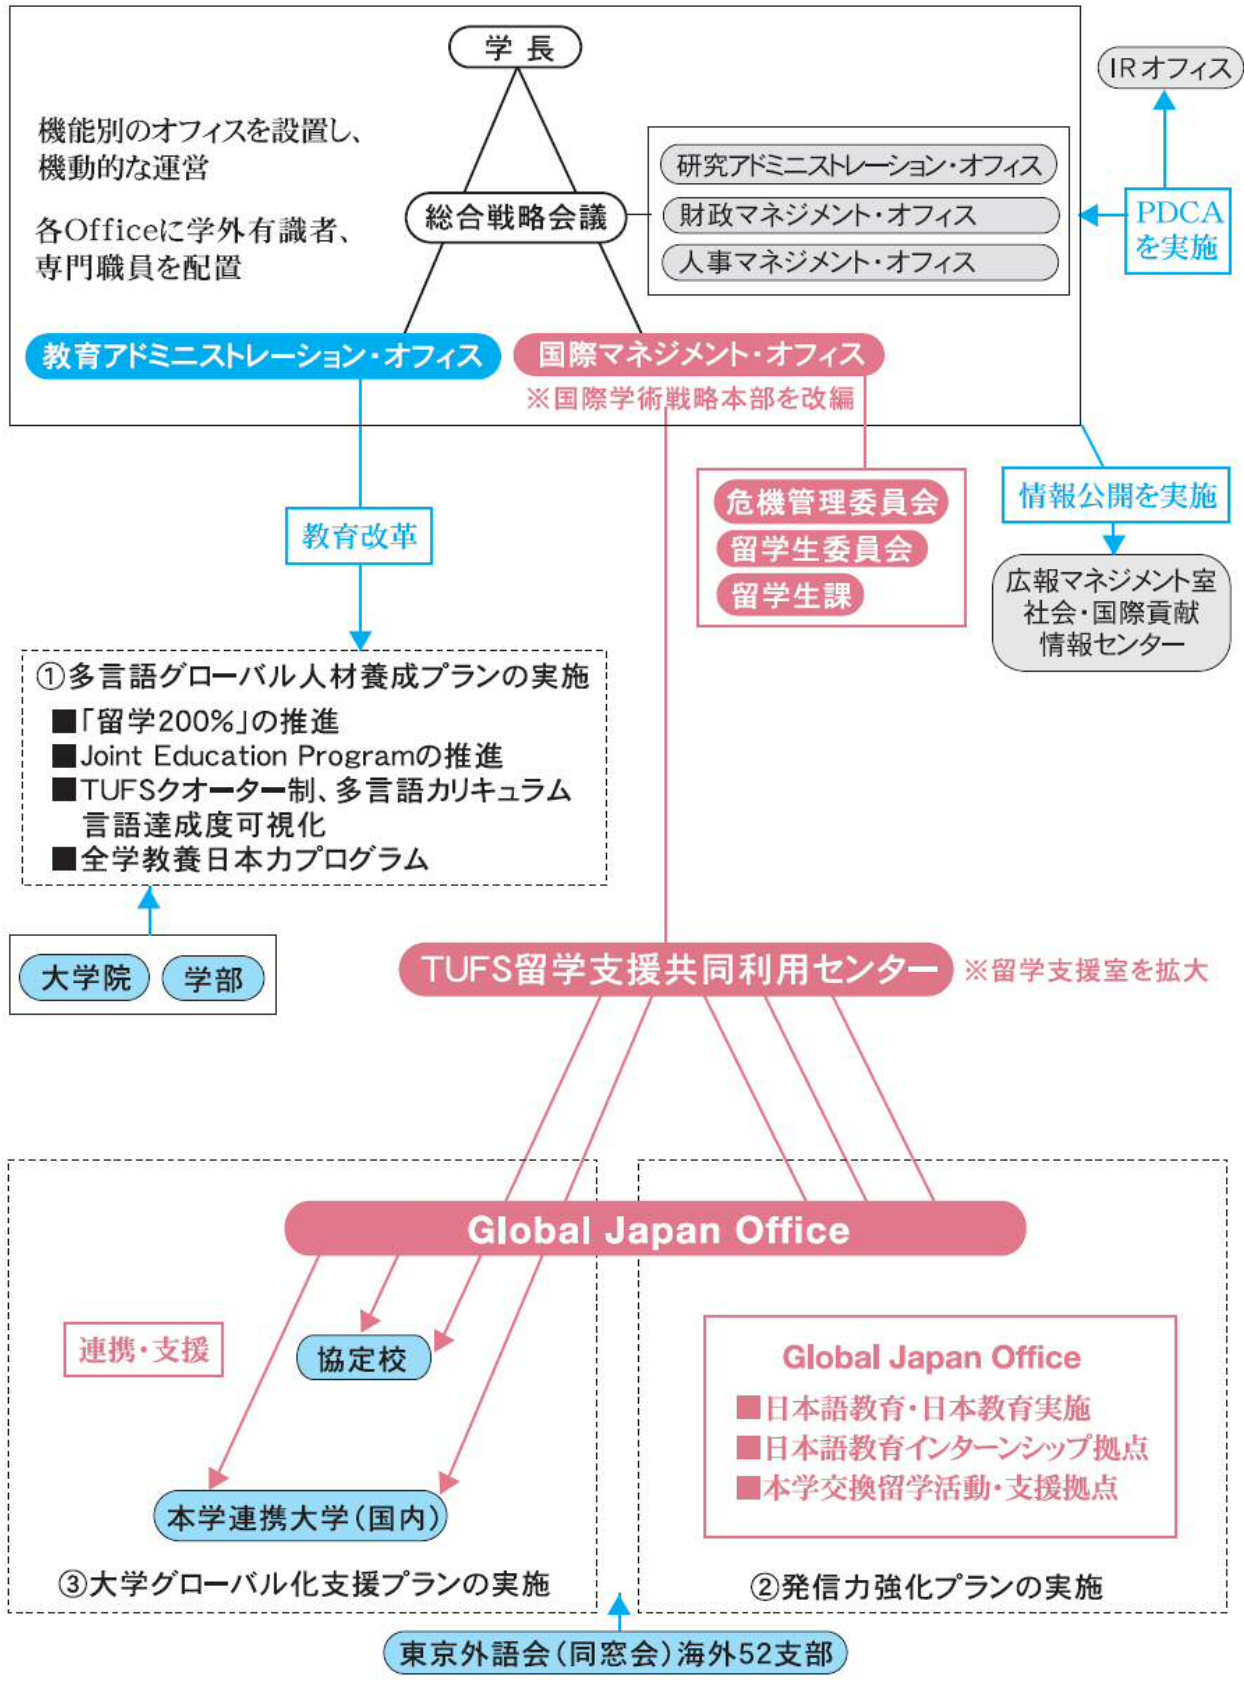 学長
IRオフィス
機能別のオフィスを設置し、
機動的な運営
各Officeに学外有識者、
専門職員を配置
総合戦略会議
研究アドミニストレーション・オフィス
財政マネジメント・オフィス
人事マネジメント・オフィス
PDCA
を実施
教育アドミニストレーション・オフィス
国際マネジメント・オフィス
※国際学術戦略本部を改編
教育改革
危機管理委員会
留学生委員会
留学生課
情報公開を実施
広報マネジメント室
社会・国際貢献
情報センター
①多言語グローバル人材養成プランの実施
■「留学200%」の推進
■Joint Education Programの推進
■TUFSクオーター制、多言語カリキュラム
言語達成度可視化
■全学教養日本力プログラム
大学院
学部
TUFS留学支援共同利用センター
※留学支援室を拡大
Global Japan Office
連携・支援
協定校
本学連携大学(国内)
③大学グローバル化支援プランの実施
Global Japan Office
■日本語教育・日本教育実施
■日本語教育インターンシップ拠点
■本学交換留学活動・支援拠点
②発信力強化プランの実施
東京外語会(同窓会)海外52支部